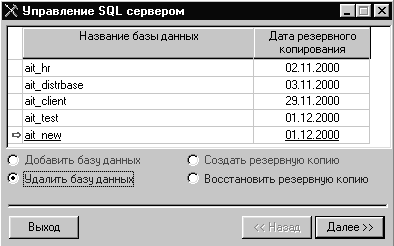 Управление SQL сервером
Название базы данных Дата резервного копирования
ait_hr 02.11.2000
ait_distrbase 03.11.2000
ait_client 29.11.2000
ait_test 01.12.2000
ait_new 01.12.2000
Добавить базу данных Создать резервную копию
Удалить базу данных Восстановить резервную копию
Выход << Назад Далее >>